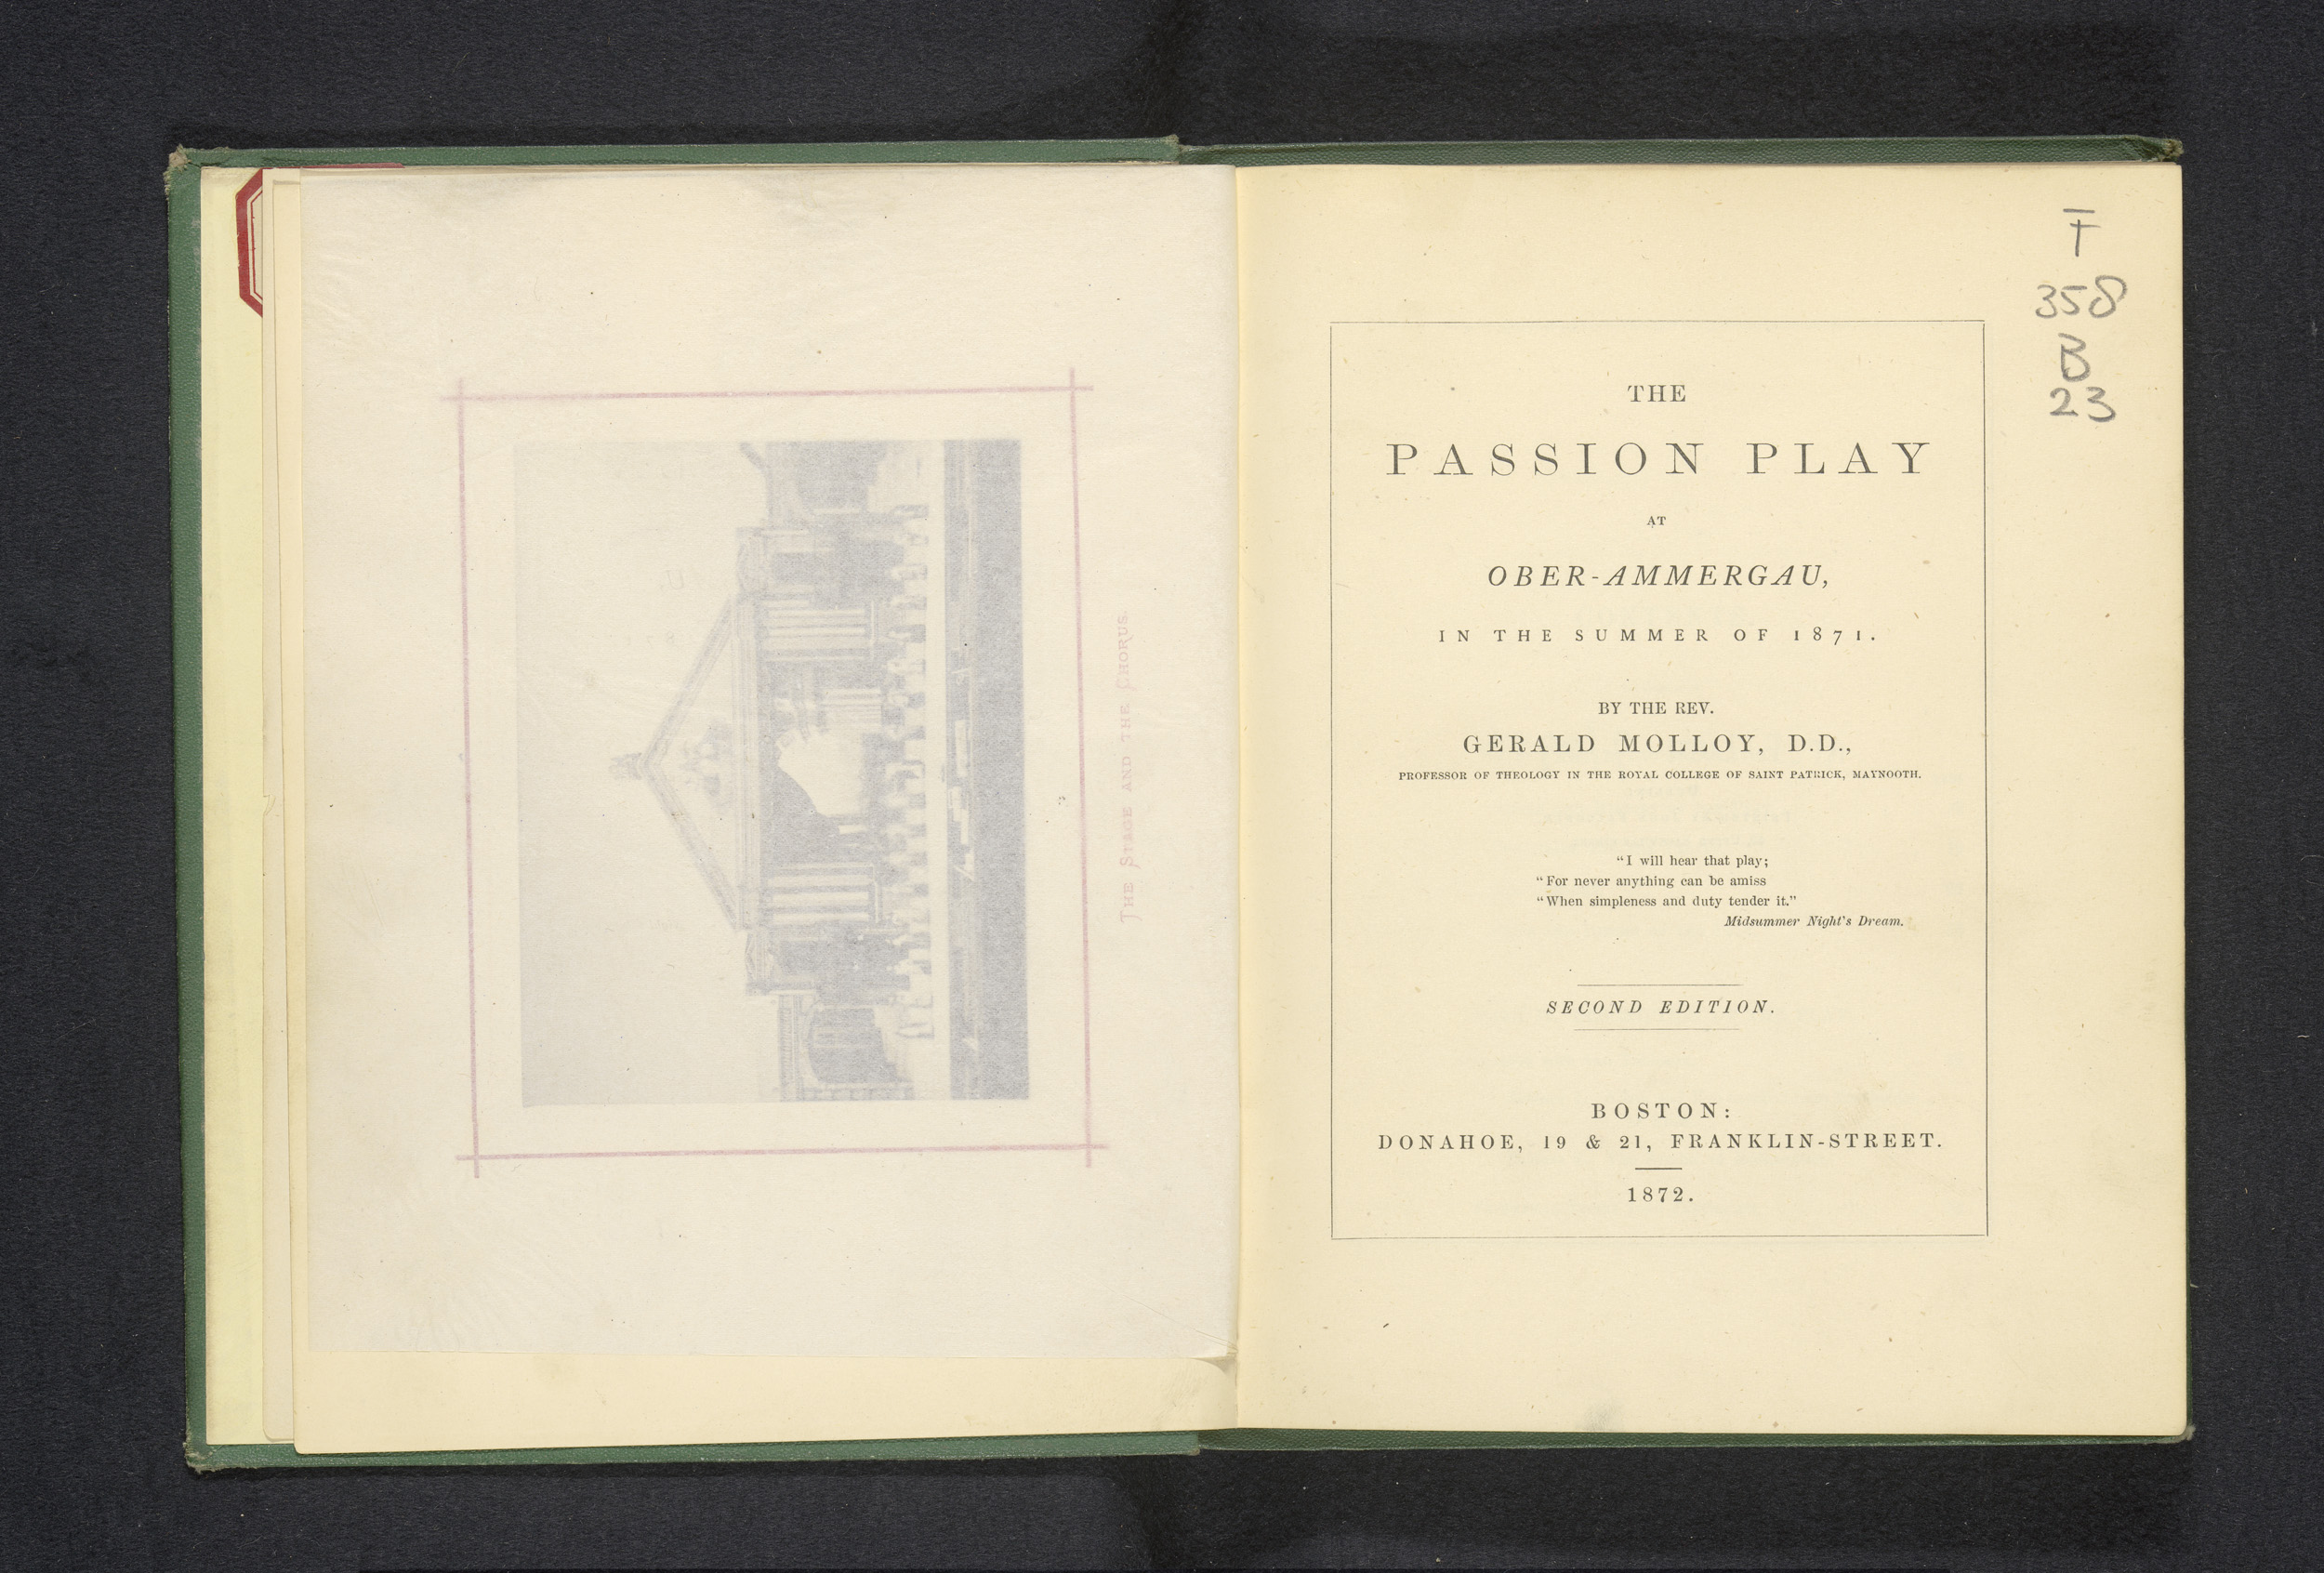 THE STAGE AND THE CHORUS.
T
358
B
23
THE
PASSION PLAY
AT
OBER-AMMERGAU,
IN THE SUMMER OF 1871.
BY THE REV.
GERALD MOLLOY, D.D.,
PROFESSOR OF THEOLOGY IN THE ROYAL COLLEGE OF SAINT PATRICK, MAYNOOTH.
“I will hear that play;
“For never anything can be amiss
“When simpleness and duty tender it.”
Midsummer Night's Dream.
SECOND EDITION.
BOSTON:
DONAHOE, 19 & 21, FRANKLIN-STREET.
1872.